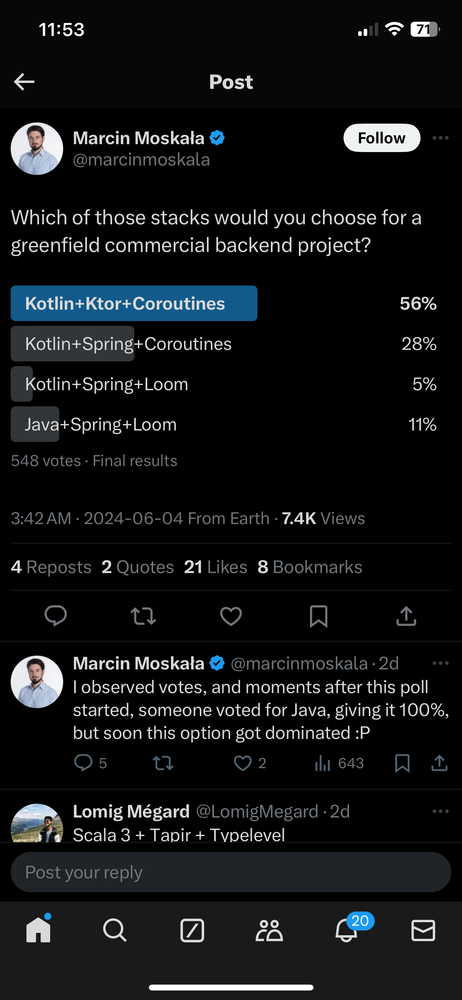 11:53
71
Post
Marcin Moskała
Follow
@marcinmoskala
Which of those stacks would you choose for a
greenfield commercial backend project?
Kotlin+Ktor+Coroutines 56%
Kotlin+Spring+Coroutines 28%
Kotlin+Spring+Loom 5%
Java+Spring+Loom 11%
548 votes · Final results
3:42 AM · 2024-06-04 From Earth · 7.4K Views
4 Reposts 2 Quotes 21 Likes 8 Bookmarks
Marcin Moskała @marcinmoskala · 2d
I observed votes, and moments after this poll
started, someone voted for Java, giving it 100%,
but soon this option got dominated :P
5 2 643
Lomig Mégard @LomigMegard · 2d
Scala 3 + Tapir + Typelevel
Post your reply
20